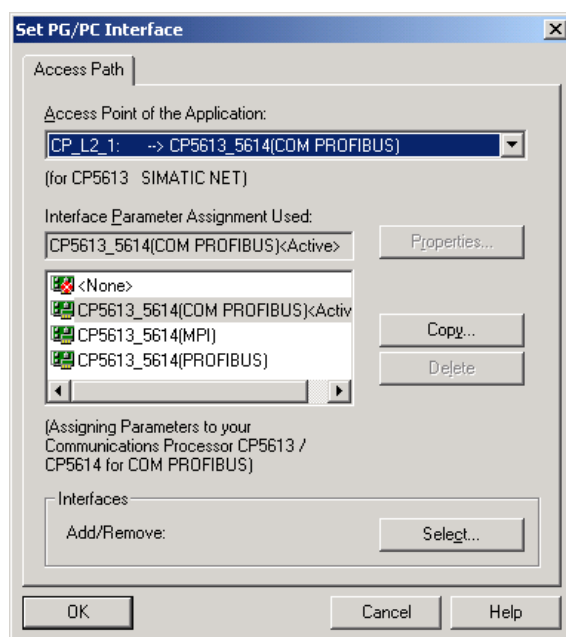 Set PG/PC Interface
Access Path
Access Point of the Application:
CP_L2_1: --> CP5613_5614(COM PROFIBUS)
(for CP5613 SIMATIC NET)
Interface Parameter Assignment Used:
CP5613_5614(COM PROFIBUS)<Active>
Properties...
<None>
CP5613_5614(COM PROFIBUS)<Activ
CP5613_5614(MPI)
CP5613_5614(PROFIBUS)
Copy...
Delete
(Assigning Parameters to your
Communications Processor CP5613 /
CP5614 for COM PROFIBUS)
Interfaces
Add/Remove:
Select...
OK
Cancel
Help